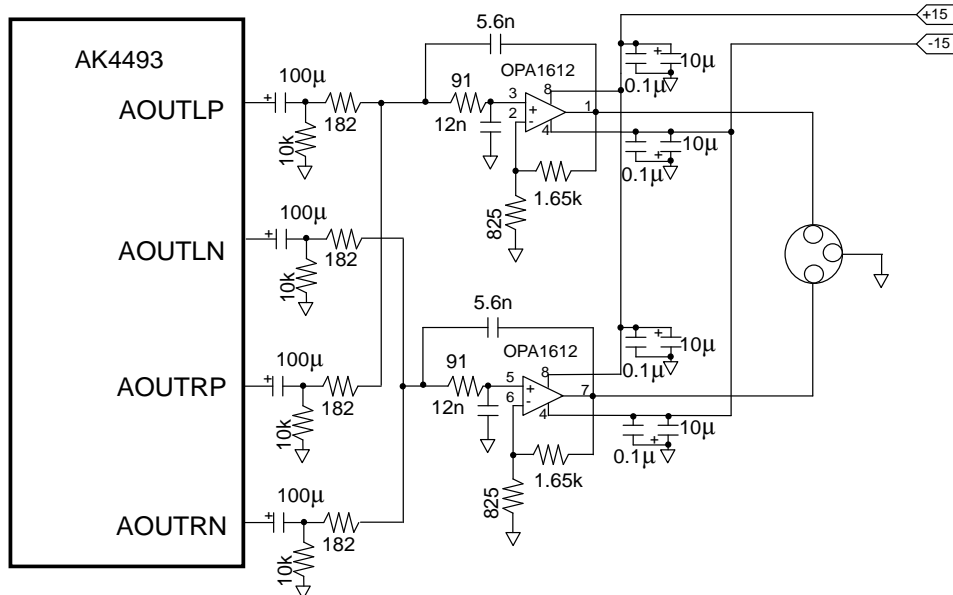 AK4493
+15
-15
5.6n
OPA1612
100µ
91
8
10µ
0.1µ
AOUTLP
182
10k
3
+
2
-
1
12n
4
10µ
0.1µ
1.65k
825
100µ
AOUTLN
182
10k
5.6n
OPA1612
100µ
91
8
10µ
0.1µ
AOUTRP
182
10k
5
+
6
-
7
12n
4
10µ
0.1µ
1.65k
825
100µ
AOUTRN
182
10k